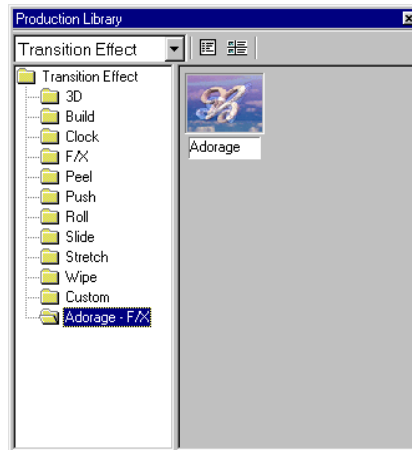 Production Library
Transition Effect
Transition Effect
3D
Build
Clock
F/X
Peel
Push
Roll
Slide
Stretch
Wipe
Custom
Adorage - F/X
Adorage